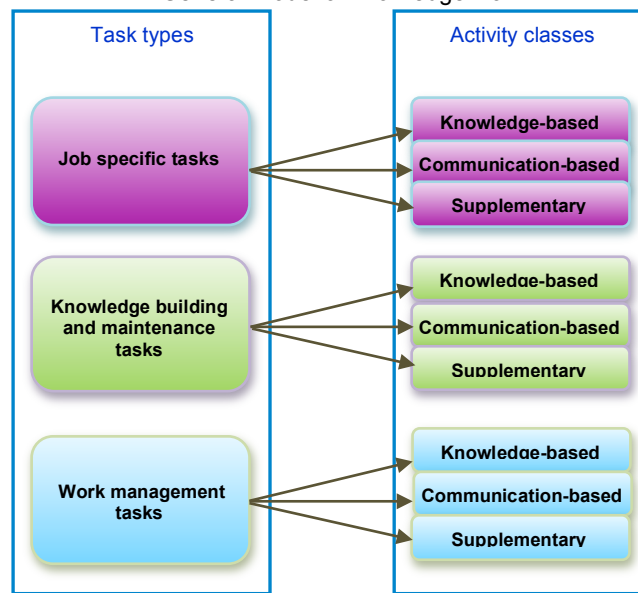 Task types
Activity classes
Job specific tasks
Knowledge-based
Communication-based
Supplementary
Knowledge building
and maintenance
tasks
Knowledge-based
Communication-based
Supplementary
Work management
tasks
Knowledge-based
Communication-based
Supplementary